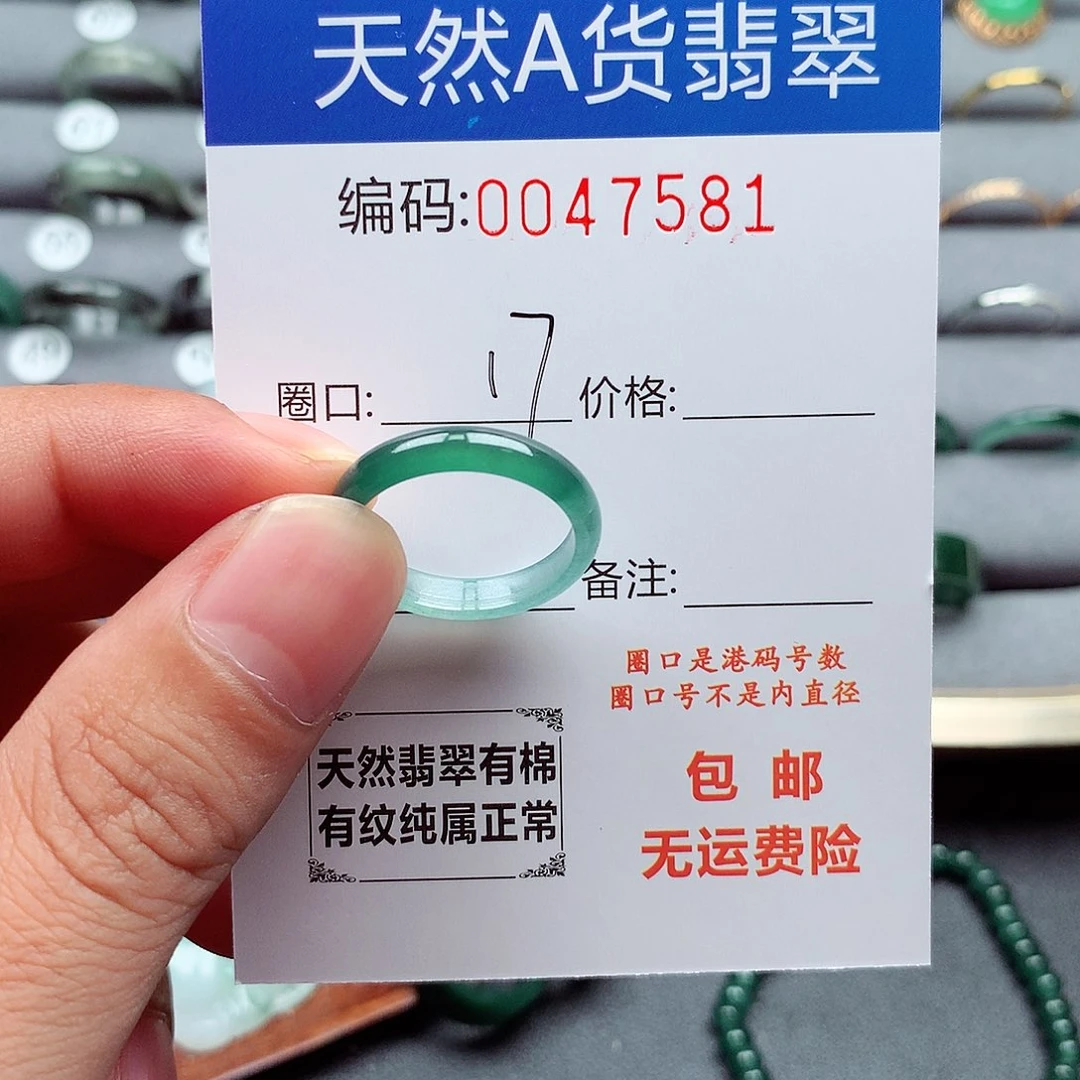 天然A货翡翠
编码:0047581
圈口: 17 价格:
备注:
圈口是港码号数
圈口号不是内直径
天然翡翠有棉
有纹纯属正常
包 邮
无运费险